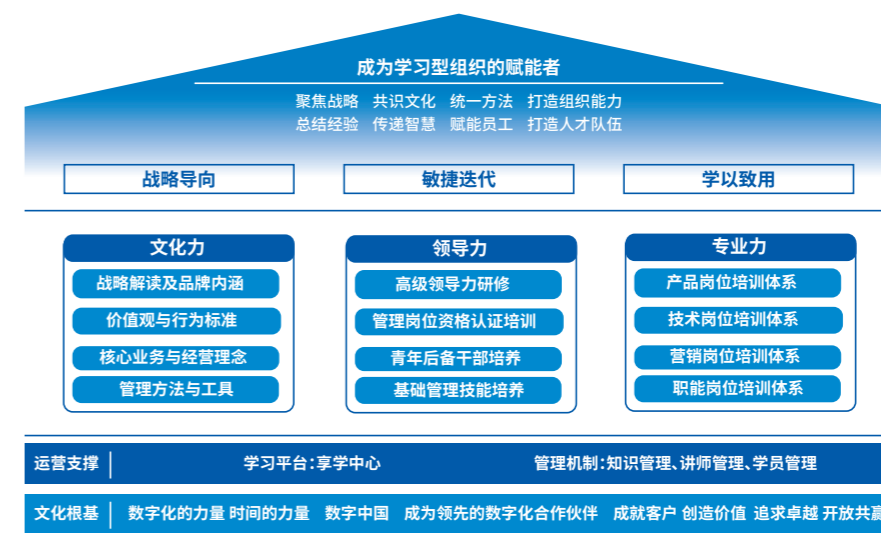 成为学习型组织的赋能者
聚焦战略 共识文化 统一方法 打造组织能力
总结经验 传递智慧 赋能员工 打造人才队伍
战略导向
敏捷迭代
学以致用
文化力
战略解读及品牌内涵
价值观与行为标准
核心业务与经营理念
管理方法与工具
领导力
高级领导力研修
管理岗位资格认证培训
青年后备干部培养
基础管理技能培养
专业力
产品岗位培训体系
技术岗位培训体系
营销岗位培训体系
职能岗位培训体系
运营支撑 学习平台:享学中心 管理机制:知识管理、讲师管理、学员管理
文化根基 数字化的力量 时间的力量 数字中国 成为领先的数字化合作伙伴 成就客户 创造价值 追求卓越 开放共赢